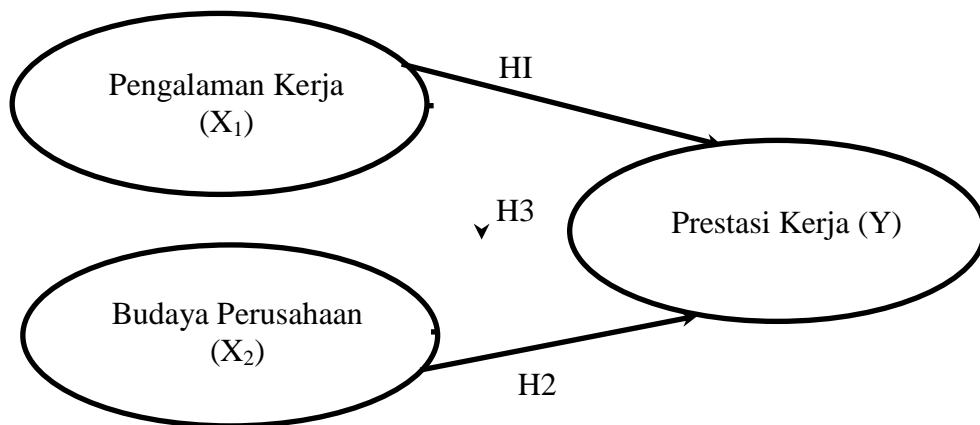 Pengalaman Kerja
(X₁)
HI
H3
Prestasi Kerja (Y)
Budaya Perusahaan
(X₂)
H2